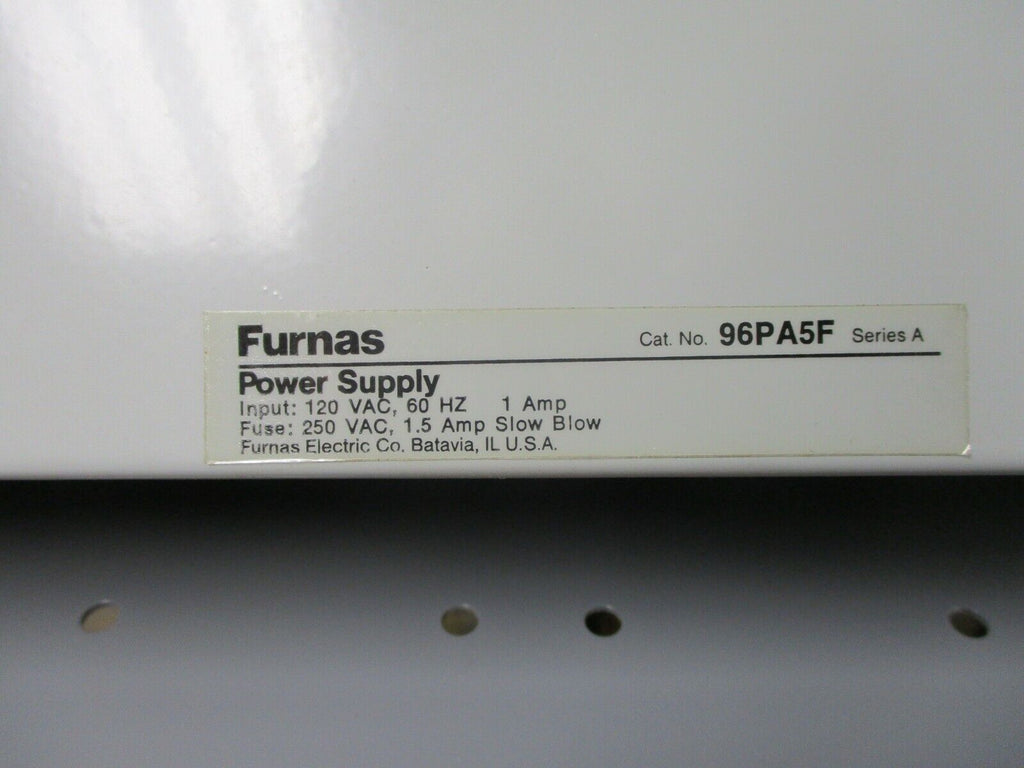 Furnas Cat. No. 96PA5F Series A
Power Supply
Input: 120 VAC, 60 HZ 1 Amp
Fuse: 250 VAC, 1.5 Amp Slow Blow
Furnas Electric Co. Batavia, IL U.S.A.